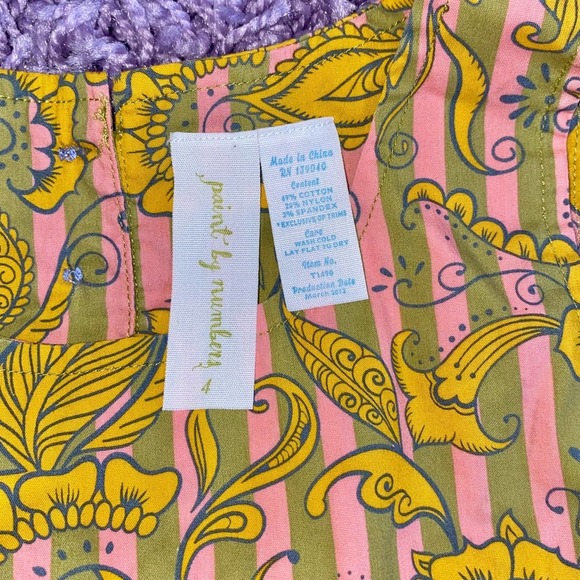 paint by numbers
4
Made in China
RN 139040
Content
69% COTTON
29% NYLON
2% SPANDEX
*EXCLUSIVE OF TRIMS
Care
WASH COLD
LAY FLAT TO DRY
Item No.
T1496
Production Date
March 2012